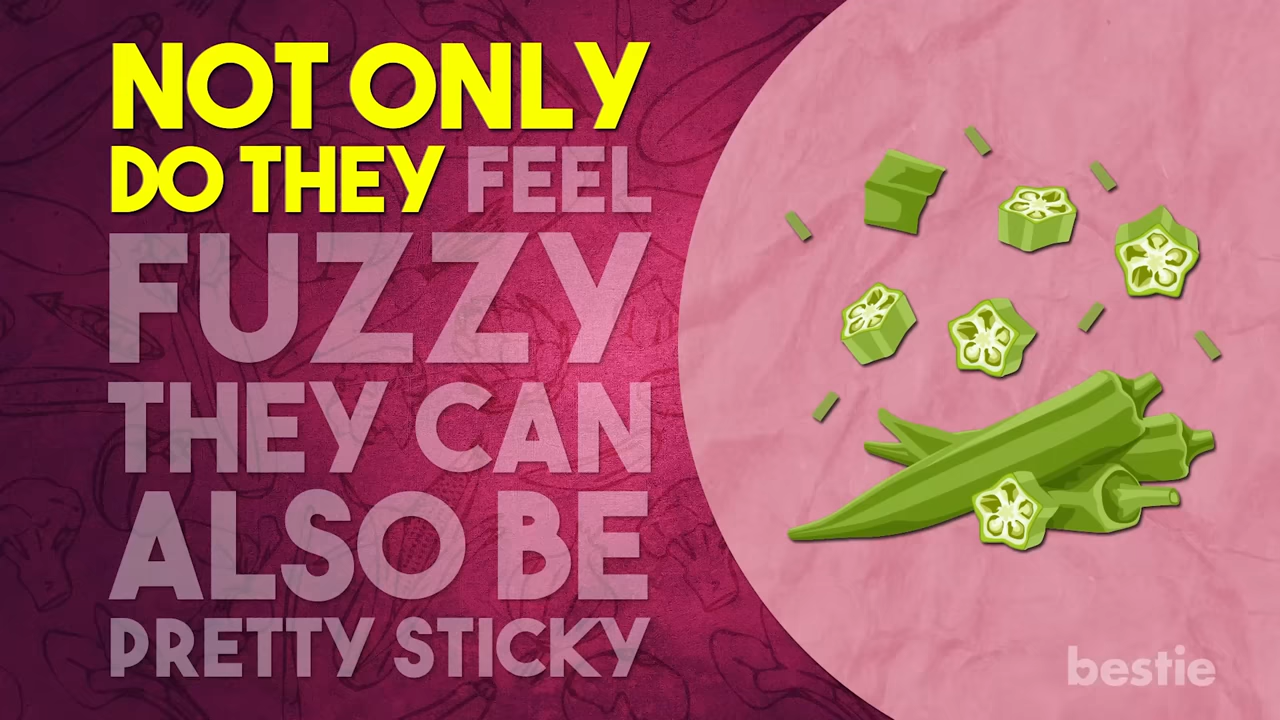 NOT ONLY
DO THEY FEEL
FUZZY
THEY CAN
ALSO BE
PRETTY STICKY
bestie